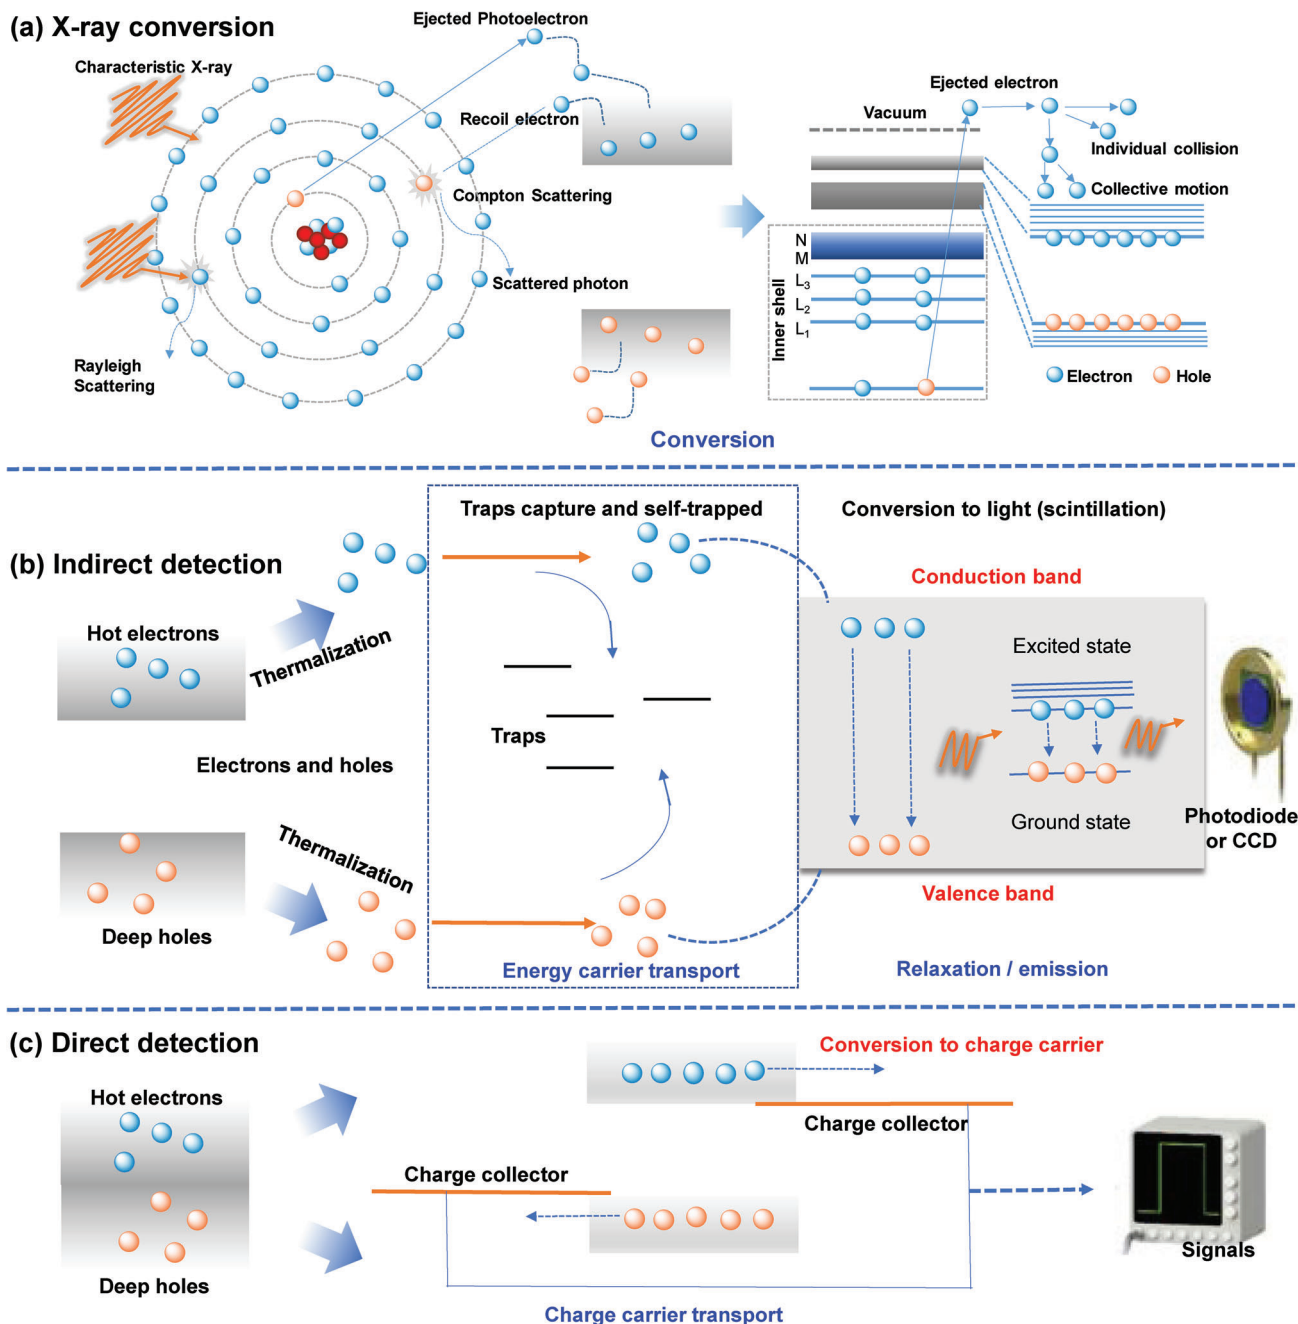 (a) X-ray conversion
Characteristic X-ray
Ejected Photoelectron
Recoil electron
Compton Scattering
Scattered photon
Rayleigh
Scattering
Vacuum
Ejected electron
Individual collision
Collective motion
Inner shell
N
M
L3
L2
L1
Electron
Hole
Conversion
(b) Indirect detection
Hot electrons
Thermalization
Electrons and holes
Thermalization
Deep holes
Traps capture and self-trapped
Traps
Energy carrier transport
Conversion to light (scintillation)
Conduction band
Excited state
Ground state
Valence band
Photodiode
or CCD
Relaxation / emission
(c) Direct detection
Hot electrons
Deep holes
Conversion to charge carrier
Charge collector
Charge collector
Signals
Charge carrier transport